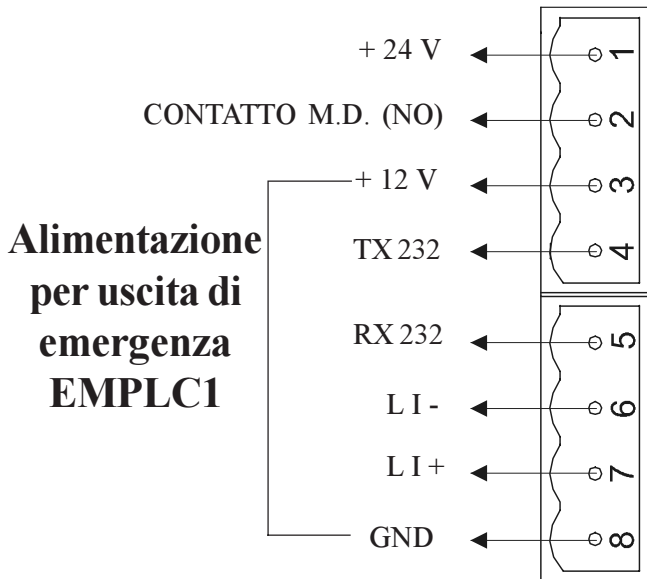 + 24 V 1
CONTATTO M.D. (NO) 2
+ 12 V 3
TX 232 4
Alimentazione
per uscita di
emergenza
EMPLC1
RX 232 5
L I - 6
L I + 7
GND 8